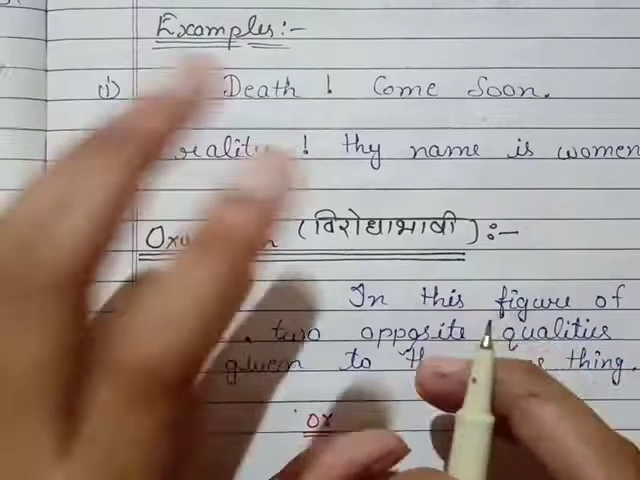 Examples:-
(i) Death ! Come Soon.
! thy name is women
(विरोधाभाषी) :-
In this figure of
two opposite qualities
given to thing.
or